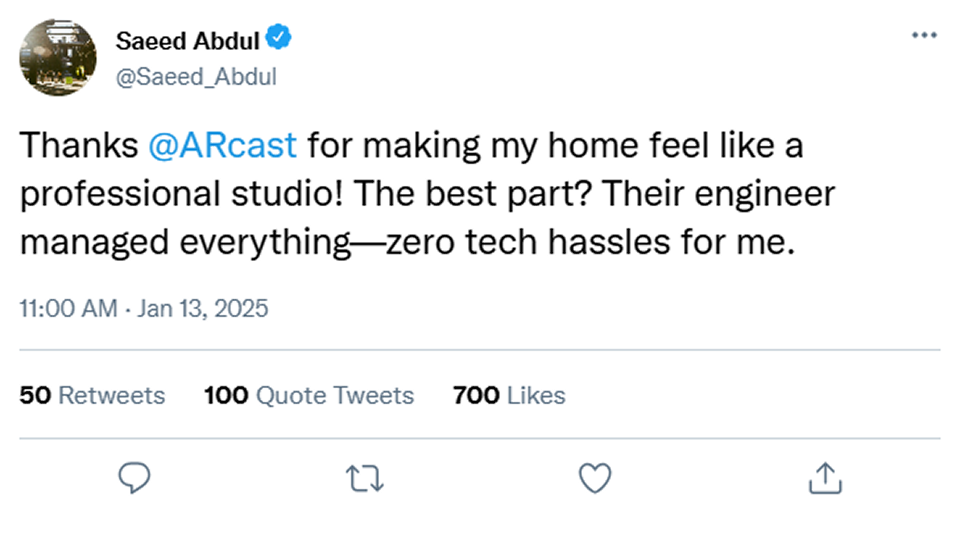 Saeed Abdul
@Saeed_Abdul
Thanks @ARcast for making my home feel like a
professional studio! The best part? Their engineer
managed everything—zero tech hassles for me.
11:00 AM · Jan 13, 2025
50 Retweets 100 Quote Tweets 700 Likes